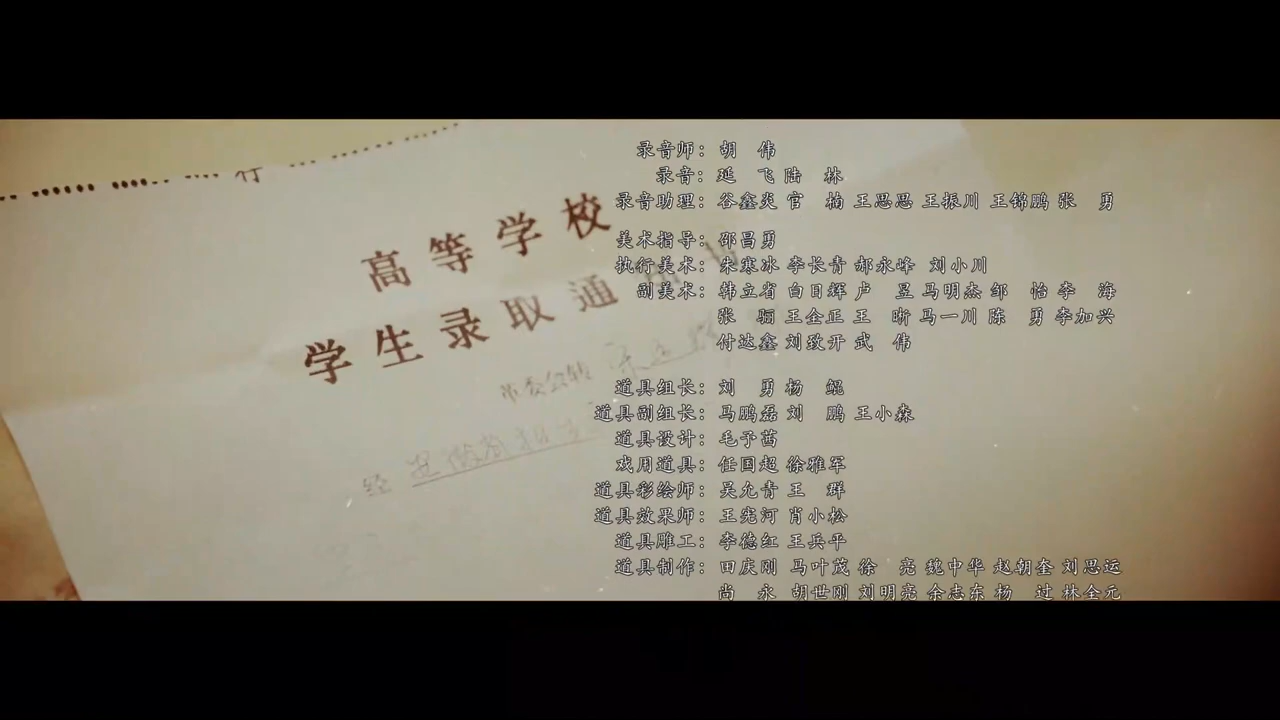 行
高等学校
学生录取通
市委会转
经
录音师：胡　伟
录音：廷　飞 陆　林
录音助理：谷鑫炎 官　楠 王思思 王振川 王锦鹏 张　勇
美术指导：邵昌勇
执行美术：朱寒冰 李长青 郝永峰 刘小川
副美术：韩立省 白日辉 卢　昱 马明杰 邹　怡 李　海
张　骊 王金正 王　晰 马一川 陈　勇 李加兴
付达鑫 刘致开 武　伟
道具组长：刘　勇 杨　鲲
道具副组长：马鹏磊 刘　鹏 王小森
道具设计：毛予茜
戏用道具：任国超 徐雅军
道具彩绘师：吴允青 王　群
道具效果师：王宪河 肖小松
道具雕工：李德红 王兵平
道具制作：田庆刚 马叶茂 徐　亮 魏中华 赵朝奎 刘思运
尚　永 胡世刚 刘明亮 余志东 杨　过 林全元